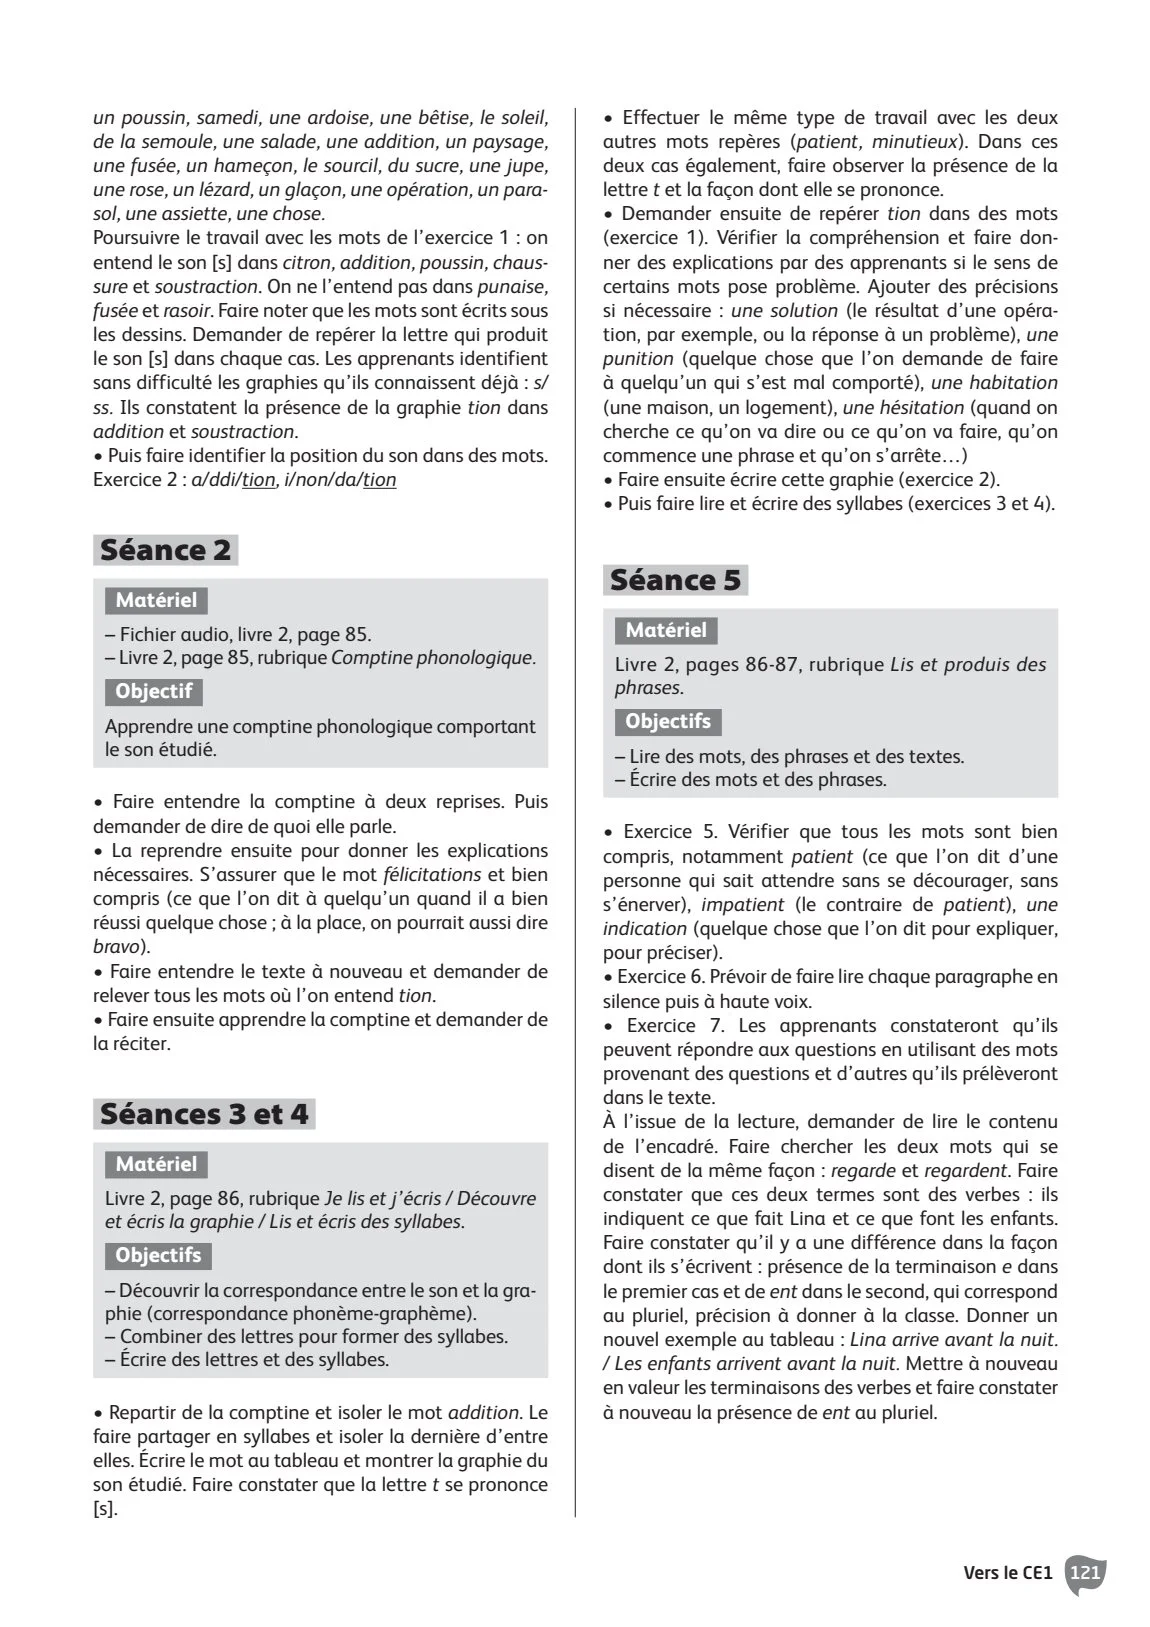 un poussin, samedi, une ardoise, une bêtise, le soleil,
de la semoule, une salade, une addition, un paysage,
une fusée, un hameçon, le sourcil, du sucre, une jupe,
une rose, un lézard, un glaçon, une opération, un para-
sol, une assiette, une chose.
Poursuivre le travail avec les mots de l'exercice 1 : on
entend le son [s] dans citron, addition, poussin, chaus-
sure et soustraction. On ne l'entend pas dans punaise,
fusée et rasoir. Faire noter que les mots sont écrits sous
les dessins. Demander de repérer la lettre qui produit
le son [s] dans chaque cas. Les apprenants identifient
sans difficulté les graphies qu'ils connaissent déjà : s/
ss. Ils constatent la présence de la graphie tion dans
addition et soustraction.
• Puis faire identifier la position du son dans des mots.
Exercice 2 : a/ddi/tion, i/non/da/tion
Séance 2
Matériel
– Fichier audio, livre 2, page 85.
– Livre 2, page 85, rubrique Comptine phonologique.
Objectif
Apprendre une comptine phonologique comportant
le son étudié.
• Faire entendre la comptine à deux reprises. Puis
demander de dire de quoi elle parle.
• La reprendre ensuite pour donner les explications
nécessaires. S'assurer que le mot félicitations et bien
compris (ce que l'on dit à quelqu'un quand il a bien
réussi quelque chose ; à la place, on pourrait aussi dire
bravo).
• Faire entendre le texte à nouveau et demander de
relever tous les mots où l'on entend tion.
• Faire ensuite apprendre la comptine et demander de
la réciter.
Séances 3 et 4
Matériel
Livre 2, page 86, rubrique Je lis et j'écris / Découvre
et écris la graphie / Lis et écris des syllabes.
Objectifs
– Découvrir la correspondance entre le son et la gra-
phie (correspondance phonème-graphème).
– Combiner des lettres pour former des syllabes.
– Écrire des lettres et des syllabes.
• Repartir de la comptine et isoler le mot addition. Le
faire partager en syllabes et isoler la dernière d'entre
elles. Écrire le mot au tableau et montrer la graphie du
son étudié. Faire constater que la lettre t se prononce
[s].
• Effectuer le même type de travail avec les deux
autres mots repères (patient, minutieux). Dans ces
deux cas également, faire observer la présence de la
lettre t et la façon dont elle se prononce.
• Demander ensuite de repérer tion dans des mots
(exercice 1). Vérifier la compréhension et faire don-
ner des explications par des apprenants si le sens de
certains mots pose problème. Ajouter des précisions
si nécessaire : une solution (le résultat d'une opéra-
tion, par exemple, ou la réponse à un problème), une
punition (quelque chose que l'on demande de faire
à quelqu'un qui s'est mal comporté), une habitation
(une maison, un logement), une hésitation (quand on
cherche ce qu'on va dire ou ce qu'on va faire, qu'on
commence une phrase et qu'on s'arrête…)
• Faire ensuite écrire cette graphie (exercice 2).
• Puis faire lire et écrire des syllabes (exercices 3 et 4).
Séance 5
Matériel
Livre 2, pages 86-87, rubrique Lis et produis des
phrases.
Objectifs
– Lire des mots, des phrases et des textes.
– Écrire des mots et des phrases.
• Exercice 5. Vérifier que tous les mots sont bien
compris, notamment patient (ce que l'on dit d'une
personne qui sait attendre sans se décourager, sans
s'énerver), impatient (le contraire de patient), une
indication (quelque chose que l'on dit pour expliquer,
pour préciser).
• Exercice 6. Prévoir de faire lire chaque paragraphe en
silence puis à haute voix.
• Exercice 7. Les apprenants constateront qu'ils
peuvent répondre aux questions en utilisant des mots
provenant des questions et d'autres qu'ils prélèveront
dans le texte.
À l'issue de la lecture, demander de lire le contenu
de l'encadré. Faire chercher les deux mots qui se
disent de la même façon : regarde et regardent. Faire
constater que ces deux termes sont des verbes : ils
indiquent ce que fait Lina et ce que font les enfants.
Faire constater qu'il y a une différence dans la façon
dont ils s'écrivent : présence de la terminaison e dans
le premier cas et de ent dans le second, qui correspond
au pluriel, précision à donner à la classe. Donner un
nouvel exemple au tableau : Lina arrive avant la nuit.
/ Les enfants arrivent avant la nuit. Mettre à nouveau
en valeur les terminaisons des verbes et faire constater
à nouveau la présence de ent au pluriel.
Vers le CE1 121